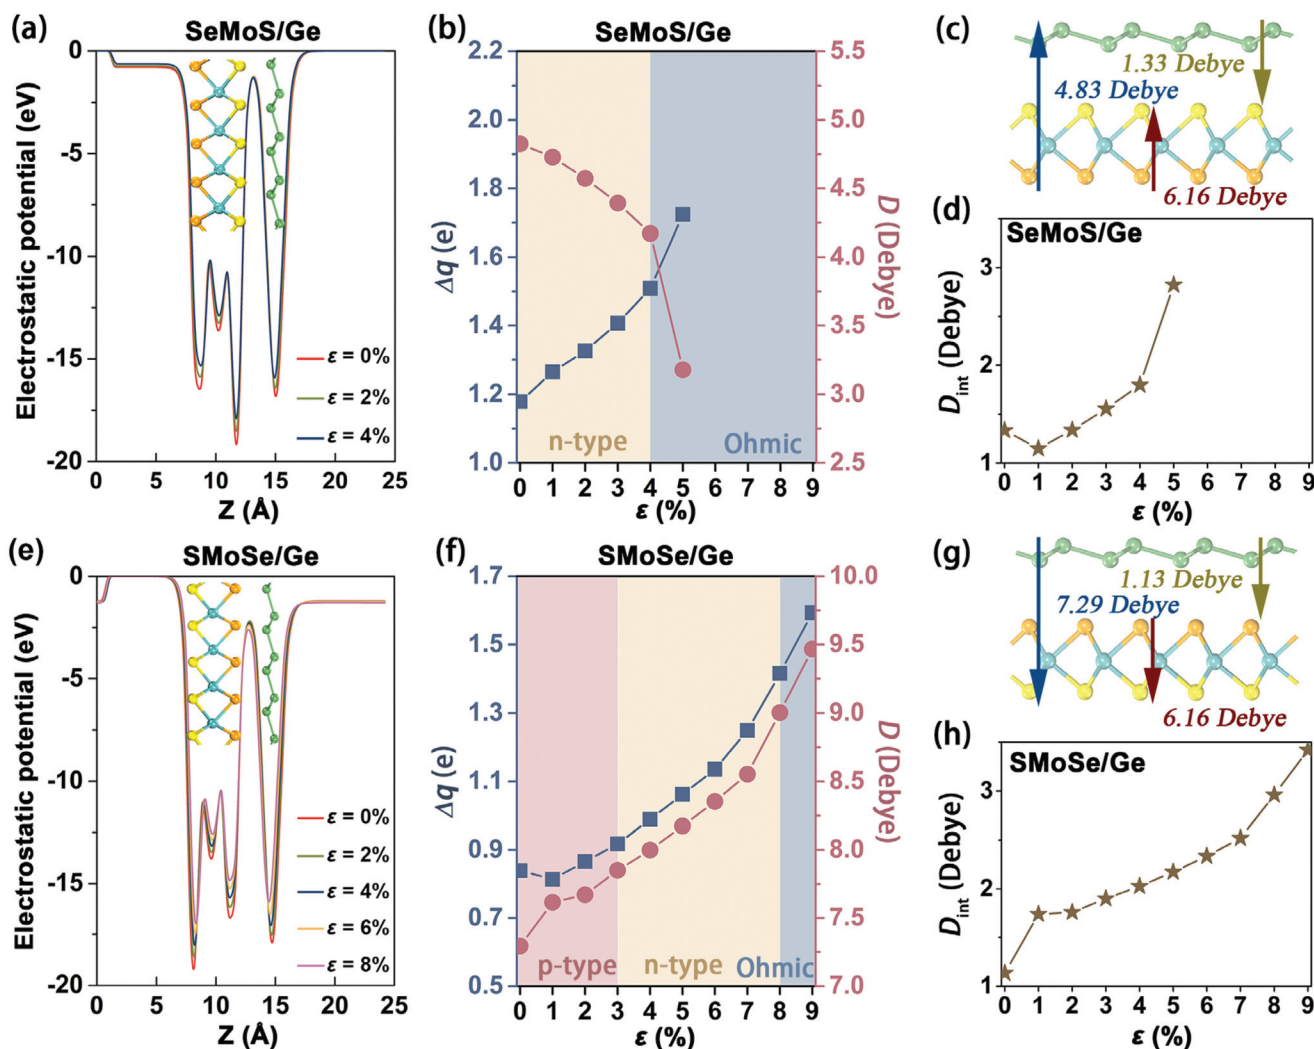 (a)
SeMoS/Ge
Electrostatic potential (eV)
0
-5
-10
-15
-20
ε = 0%
ε = 2%
ε = 4%
0 5 10 15 20 25
Z (Å)
(b)
SeMoS/Ge
Δq (e)
2.2
2.0
1.8
1.6
1.4
1.2
1.0
n-type
Ohmic
5.5
5.0
4.5
4.0
3.5
3.0
2.5
D (Debye)
0 1 2 3 4 5 6 7 8 9
ε (%)
(c)
1.33 Debye
4.83 Debye
6.16 Debye
(d)
SeMoS/Ge
Dint (Debye)
3
2
1
0 1 2 3 4 5 6 7 8 9
ε (%)
(e)
SMoSe/Ge
Electrostatic potential (eV)
0
-5
-10
-15
-20
ε = 0%
ε = 2%
ε = 4%
ε = 6%
ε = 8%
0 5 10 15 20 25
Z (Å)
(f)
SMoSe/Ge
Δq (e)
1.7
1.5
1.3
1.1
0.9
0.7
0.5
p-type
n-type
Ohmic
10.0
9.5
9.0
8.5
8.0
7.5
7.0
D (Debye)
0 1 2 3 4 5 6 7 8 9
ε (%)
(g)
1.13 Debye
7.29 Debye
6.16 Debye
(h)
SMoSe/Ge
Dint (Debye)
3
2
1
0 1 2 3 4 5 6 7 8 9
ε (%)